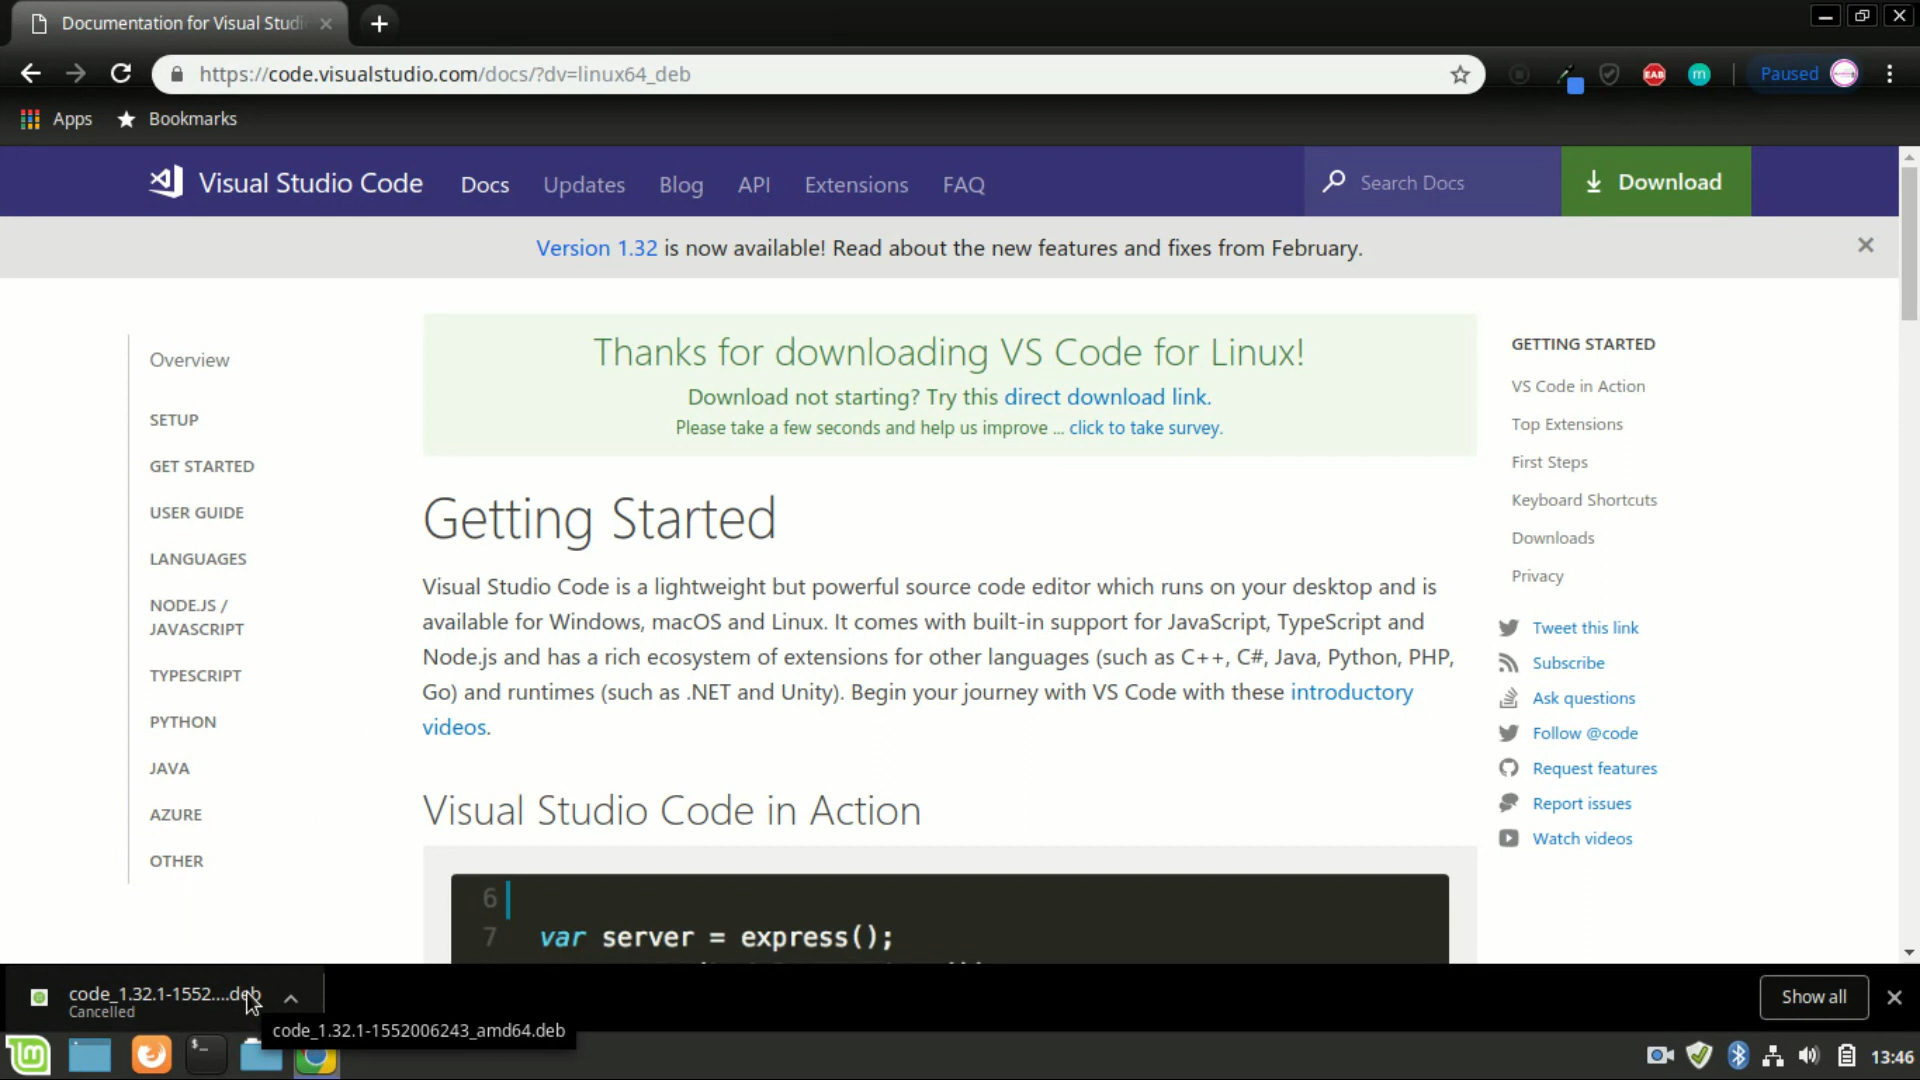 Documentation for Visual Studi
https://code.visualstudio.com/docs/?dv=linux64_deb
EAB
m
Paused
Apps
Bookmarks
Visual Studio Code
Docs
Updates
Blog
API
Extensions
FAQ
Search Docs
Download
Version 1.32 is now available! Read about the new features and fixes from February.
Thanks for downloading VS Code for Linux!
Download not starting? Try this direct download link.
Please take a few seconds and help us improve ... click to take survey.
Overview
SETUP
GET STARTED
USER GUIDE
LANGUAGES
NODE.JS /
JAVASCRIPT
TYPESCRIPT
PYTHON
JAVA
AZURE
OTHER
Getting Started
Visual Studio Code is a lightweight but powerful source code editor which runs on your desktop and is
available for Windows, macOS and Linux. It comes with built-in support for JavaScript, TypeScript and
Node.js and has a rich ecosystem of extensions for other languages (such as C++, C#, Java, Python, PHP,
Go) and runtimes (such as .NET and Unity). Begin your journey with VS Code with these introductory
videos.
Visual Studio Code in Action
6
7 var server = express();
GETTING STARTED
VS Code in Action
Top Extensions
First Steps
Keyboard Shortcuts
Downloads
Privacy
Tweet this link
Subscribe
Ask questions
Follow @code
Request features
Report issues
Watch videos
code_1.32.1-1552....deb
Cancelled
code_1.32.1-1552006243_amd64.deb
Show all
$_
13:46